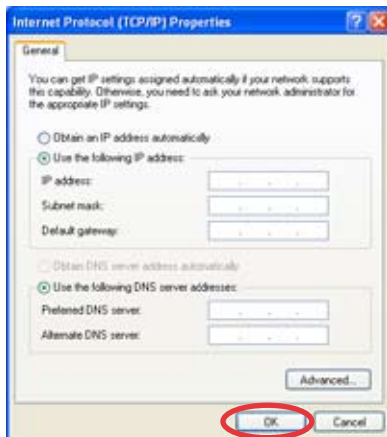 Internet Protocol (TCP/IP) Properties
General
You can get IP settings assigned automatically if your network supports
this capability. Otherwise, you need to ask your network administrator for
the appropriate IP settings.
Obtain an IP address automatically
Use the following IP address:
IP address:
Subnet mask:
Default gateway:
Obtain DNS server address automatically
Use the following DNS server addresses:
Preferred DNS server:
Alternate DNS server:
Advanced...
OK Cancel